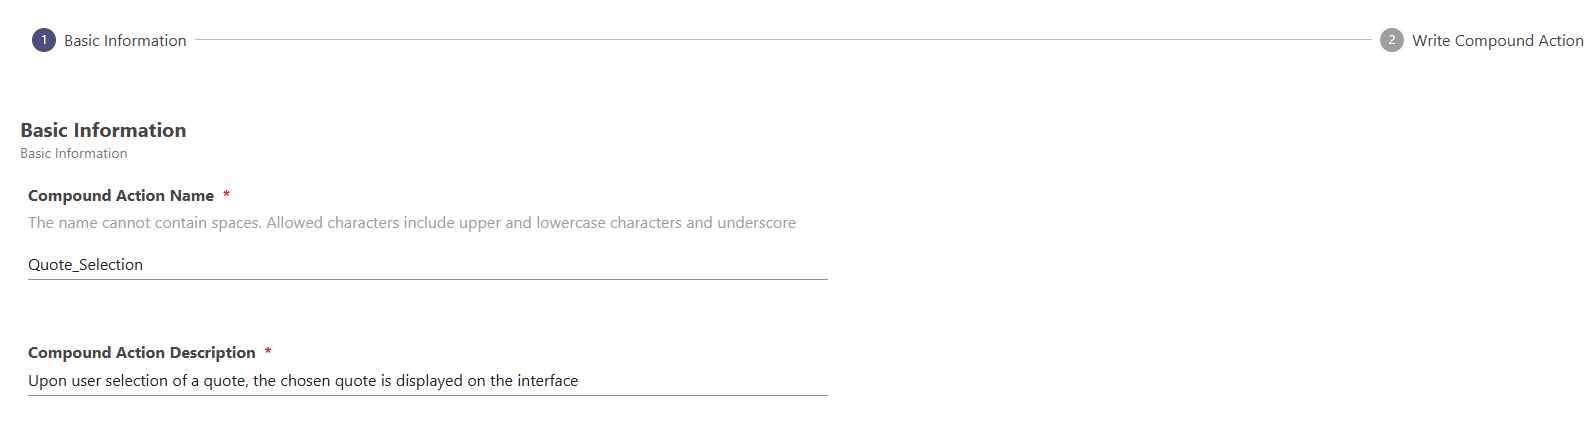 1 Basic Information
2 Write Compound Action
Basic Information
Basic Information
Compound Action Name *
The name cannot contain spaces. Allowed characters include upper and lowercase characters and underscore
Quote_Selection
Compound Action Description *
Upon user selection of a quote, the chosen quote is displayed on the interface